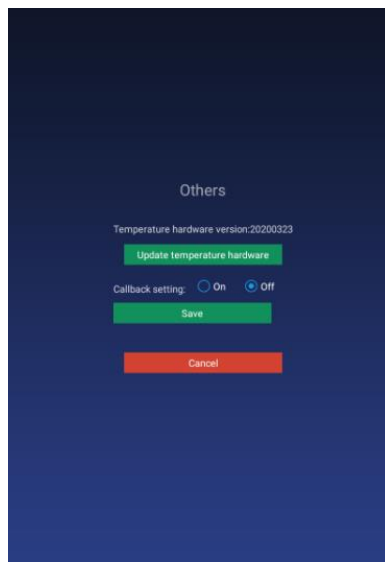 Others
Temperature hardware version:20200323
Update temperature hardware
Callback setting: On Off
Save
Cancel